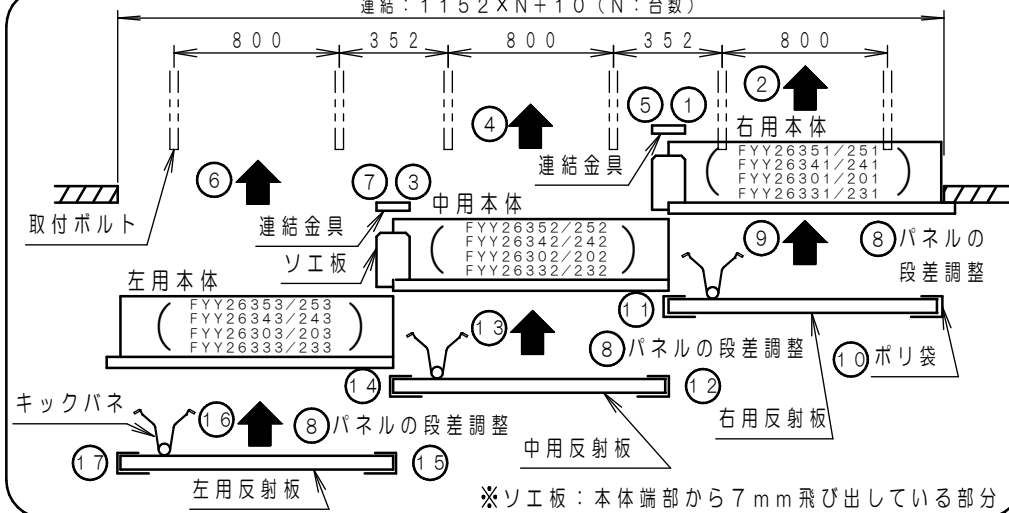 連結：1152×N+10（N：台数）
800 352 800 352 800
②
⑤ ① 右用本体
④
FYY26351/251
FYY26341/241
FYY26301/201
FYY26331/231
連結金具
⑥ ⑦ ③
中用本体
取付ボルト
連結金具
FYY26352/252
FYY26342/242
FYY26302/202
FYY26332/232
⑨ ⑧ パネルの
段差調整
ソエ板
左用本体
FYY26353/253
FYY26343/243
FYY26303/203
FYY26333/233
⑪
⑬
⑧ パネルの段差調整
⑩ ポリ袋
⑭ ⑫
キックバネ
⑯ ⑧ パネルの段差調整
右用反射板
中用反射板
⑰ ⑮
左用反射板
※ソエ板：本体端部から7mm飛び出している部分